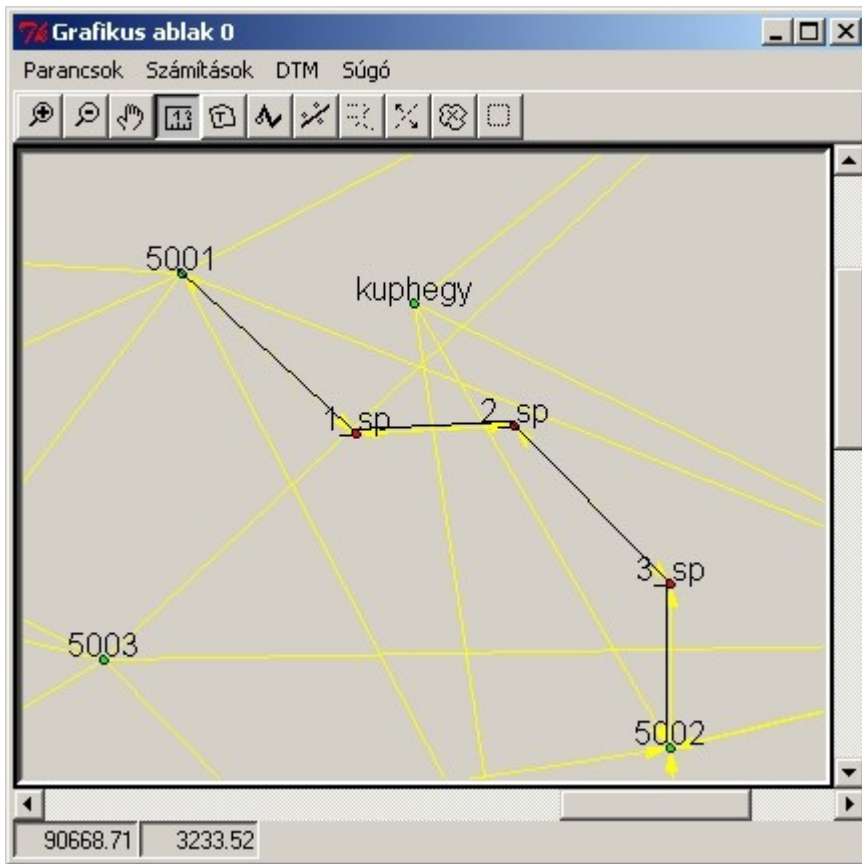 Grafikus ablak 0
Parancsok Számítások DTM Súgó
5001
kuphegy
1_sp
2_sp
3_sp
5003
5002
90668.71 3233.52